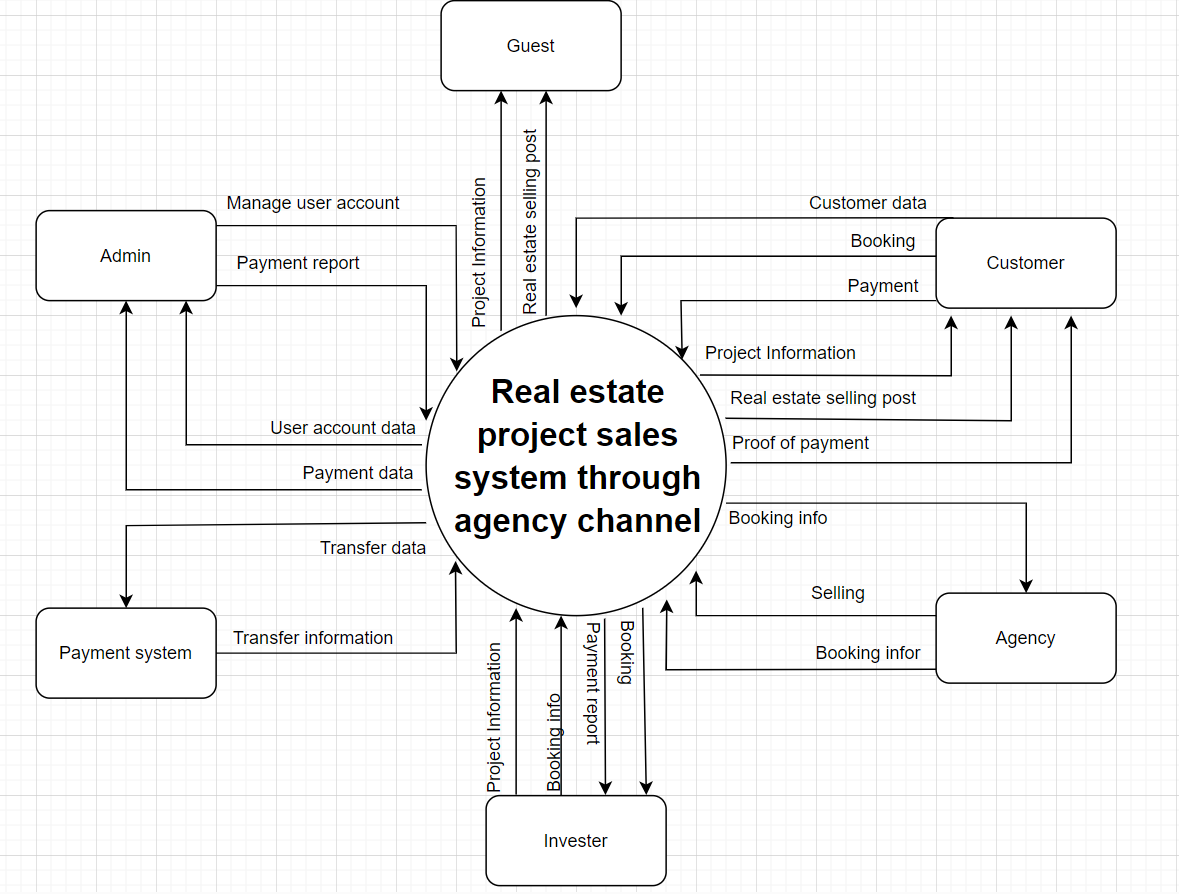 Guest
Project Information
Real estate selling post
Manage user account
Admin
Payment report
Customer data
Booking
Customer
Payment
Project Information
Real estate selling post
Proof of payment
Real estate
project sales
system through
agency channel
User account data
Payment data
Transfer data
Booking info
Payment system
Transfer information
Selling
Agency
Booking infor
Project Information
Booking info
Payment report
Booking
Invester